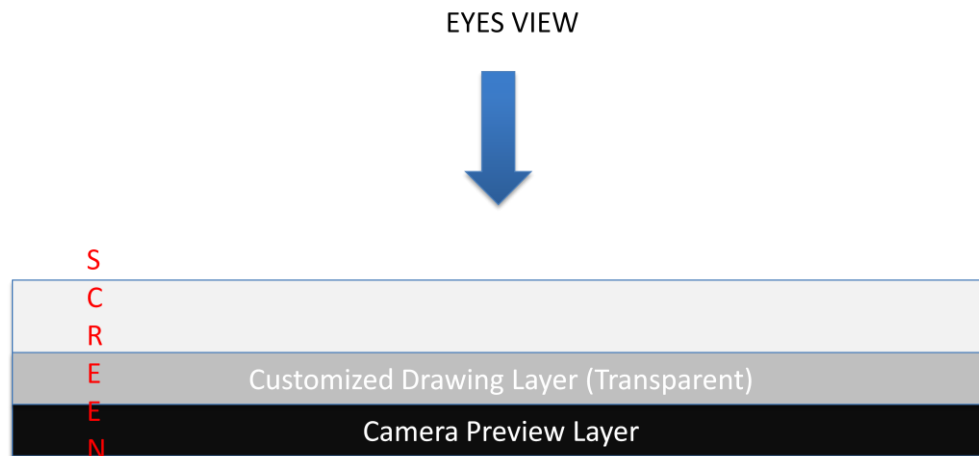 EYES VIEW
S
C
R
E
E
N
Customized Drawing Layer (Transparent)
Camera Preview Layer